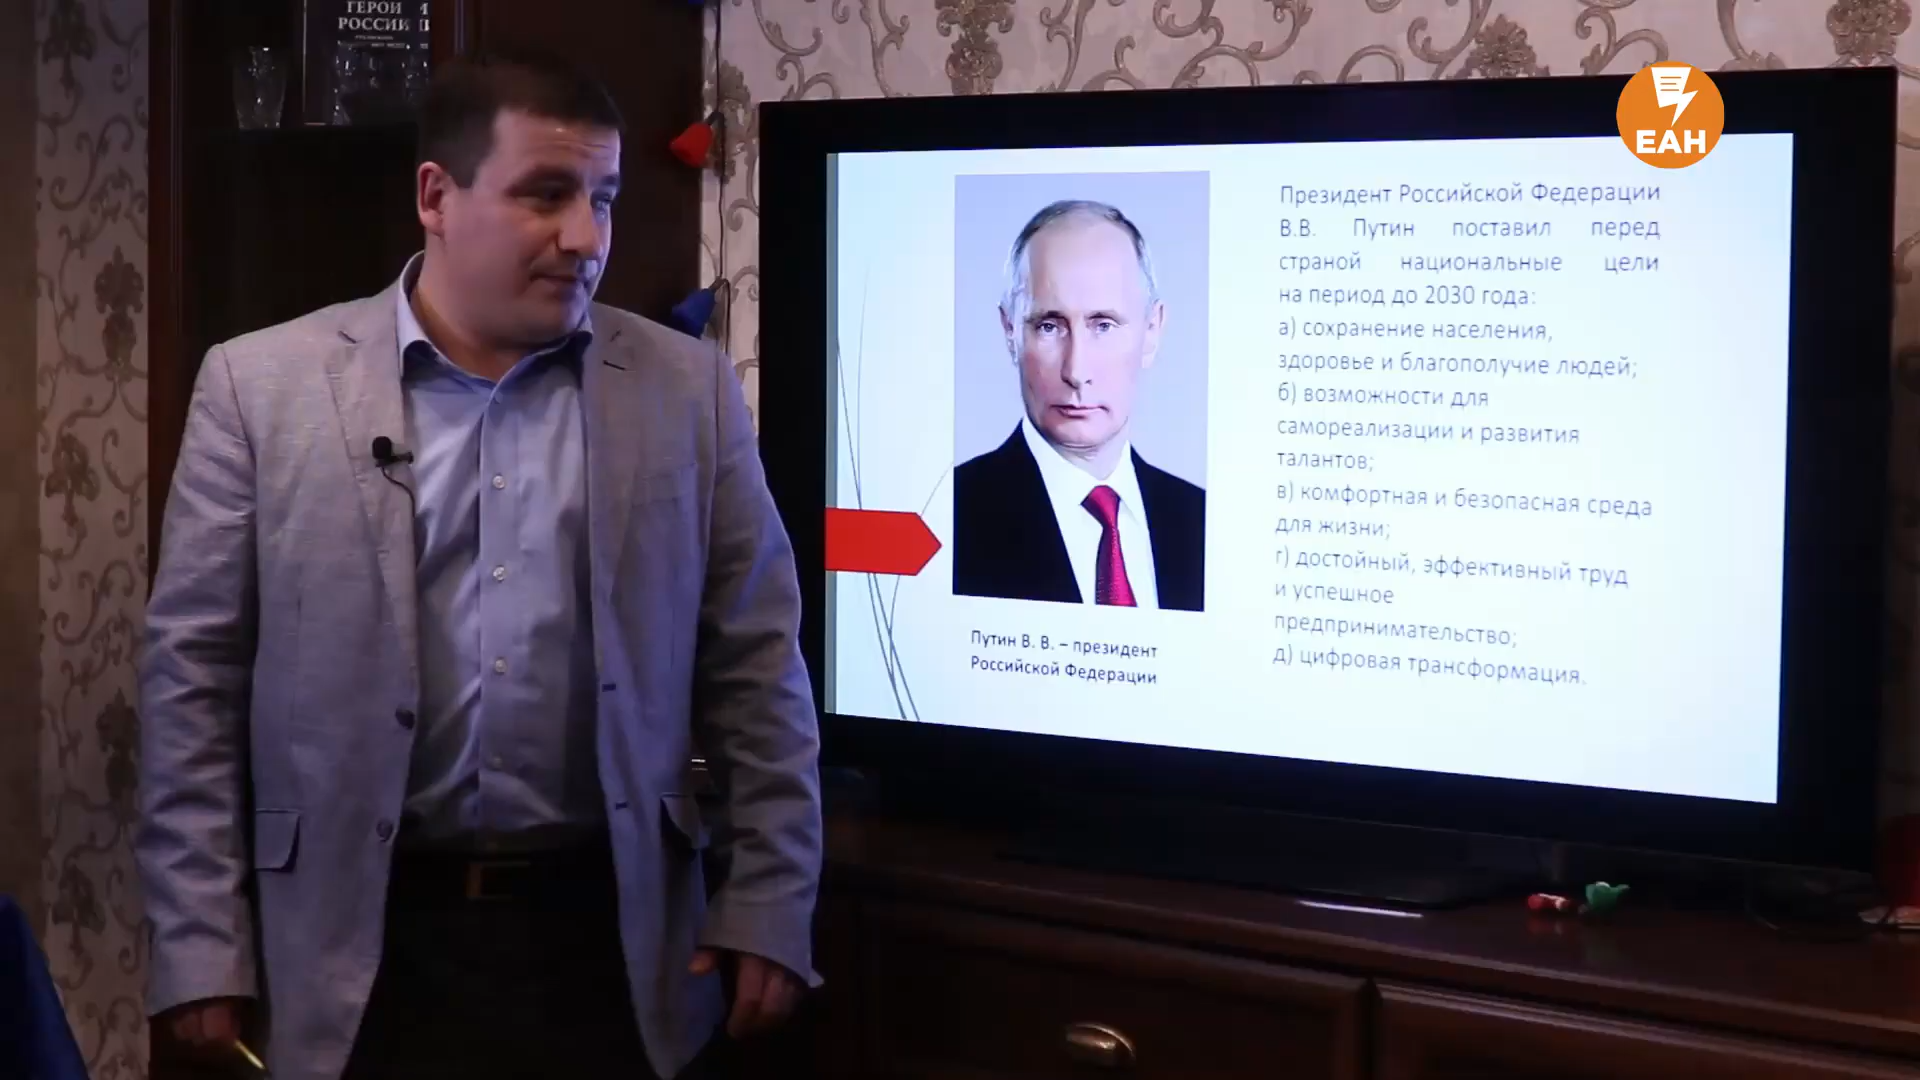 ГЕРОИ
РОССИИ
ЕАН
Президент Российской Федерации
В.В. Путин поставил перед
страной национальные цели
на период до 2030 года:
а) сохранение населения,
здоровье и благополучие людей;
б) возможности для
самореализации и развития
талантов;
в) комфортная и безопасная среда
для жизни;
г) достойный, эффективный труд
и успешное
предпринимательство;
д) цифровая трансформация.
Путин В. В. – президент
Российской Федерации